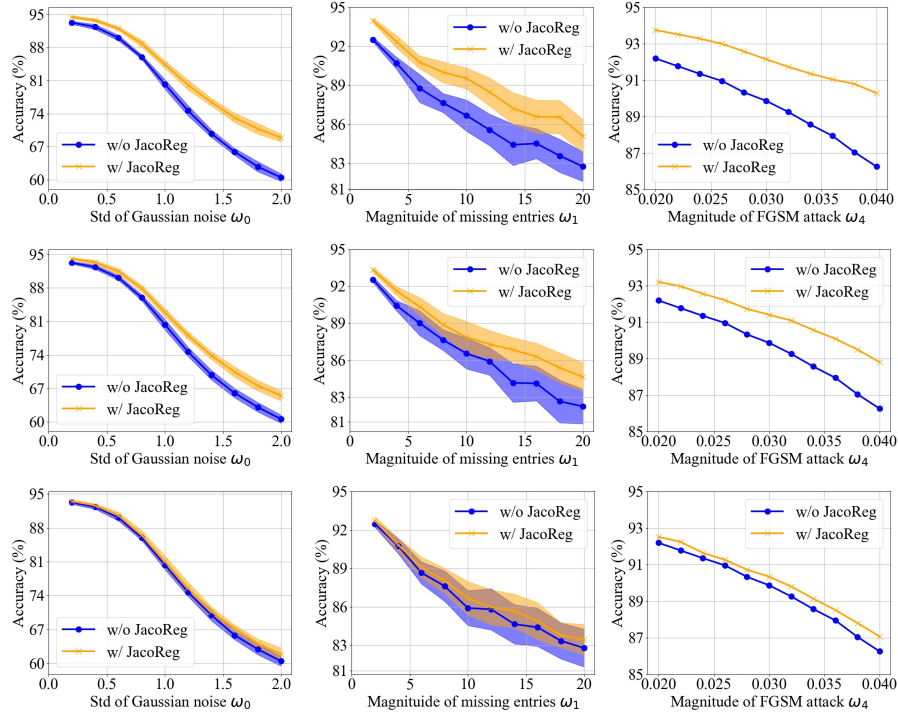 Accuracy (%)
95
88
81
74
67
60
w/o JacoReg
w/ JacoReg
0.0 0.5 1.0 1.5 2.0
Std of Gaussian noise ω0
Accuracy (%)
95
92
89
86
83
81
w/o JacoReg
w/ JacoReg
0 5 10 15 20
Magnituide of missing entries ω1
Accuracy (%)
95
93
91
89
87
85
w/o JacoReg
w/ JacoReg
0.020 0.025 0.030 0.035 0.040
Magnitude of FGSM attack ω4
Accuracy (%)
95
88
81
74
67
60
w/o JacoReg
w/ JacoReg
0.0 0.5 1.0 1.5 2.0
Std of Gaussian noise ω0
Accuracy (%)
95
92
89
86
83
81
w/o JacoReg
w/ JacoReg
0 5 10 15 20
Magnituide of missing entries ω1
Accuracy (%)
95
93
91
89
87
85
w/o JacoReg
w/ JacoReg
0.020 0.025 0.030 0.035 0.040
Magnitude of FGSM attack ω4
Accuracy (%)
95
88
81
74
67
60
w/o JacoReg
w/ JacoReg
0.0 0.5 1.0 1.5 2.0
Std of Gaussian noise ω0
Accuracy (%)
95
92
89
86
83
81
w/o JacoReg
w/ JacoReg
0 5 10 15 20
Magnituide of missing entries ω1
Accuracy (%)
95
93
91
89
87
85
w/o JacoReg
w/ JacoReg
0.020 0.025 0.030 0.035 0.040
Magnitude of FGSM attack ω4